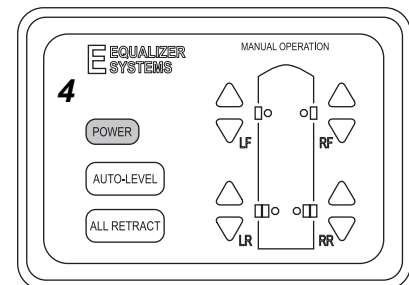 EQUALIZER
SYSTEMS
MANUAL OPERATION
4
POWER
LF
RF
AUTO-LEVEL
ALL RETRACT
LR
RR